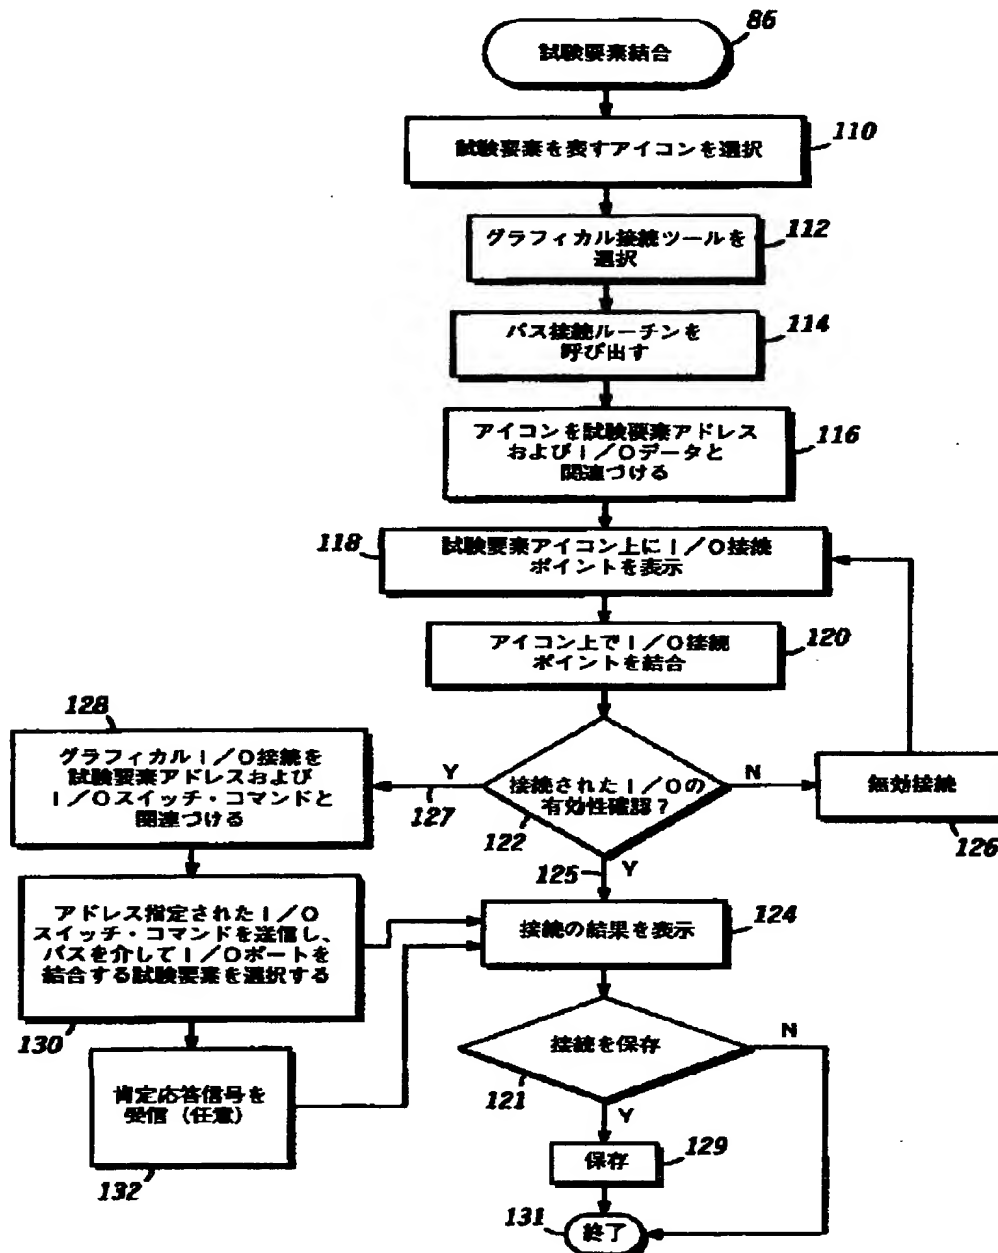 86
試験要素結合
110
試験要素を表すアイコンを選択
112
グラフィカル接続ツールを
選択
114
バス接続ルーチンを
呼び出す
116
アイコンを試験要素アドレス
およびI/Oデータと
関連づける
118
試験要素アイコン上にI/O接続
ポイントを表示
120
アイコン上でI/O接続
ポイントを結合
128
グラフィカルI/O接続を
試験要素アドレスおよび
I/Oスイッチ・コマンドと
関連づける
Y
127
接続されたI/Oの
有効性確認?
122
N
無効接続
126
125
Y
アドレス指定されたI/O
スイッチ・コマンドを送信し、
バスを介してI/Oポートを
結合する試験要素を選択する
130
接続の結果を表示
124
接続を保存
121
N
Y
肯定応答信号を
受信(任意)
132
保存
129
131
終了